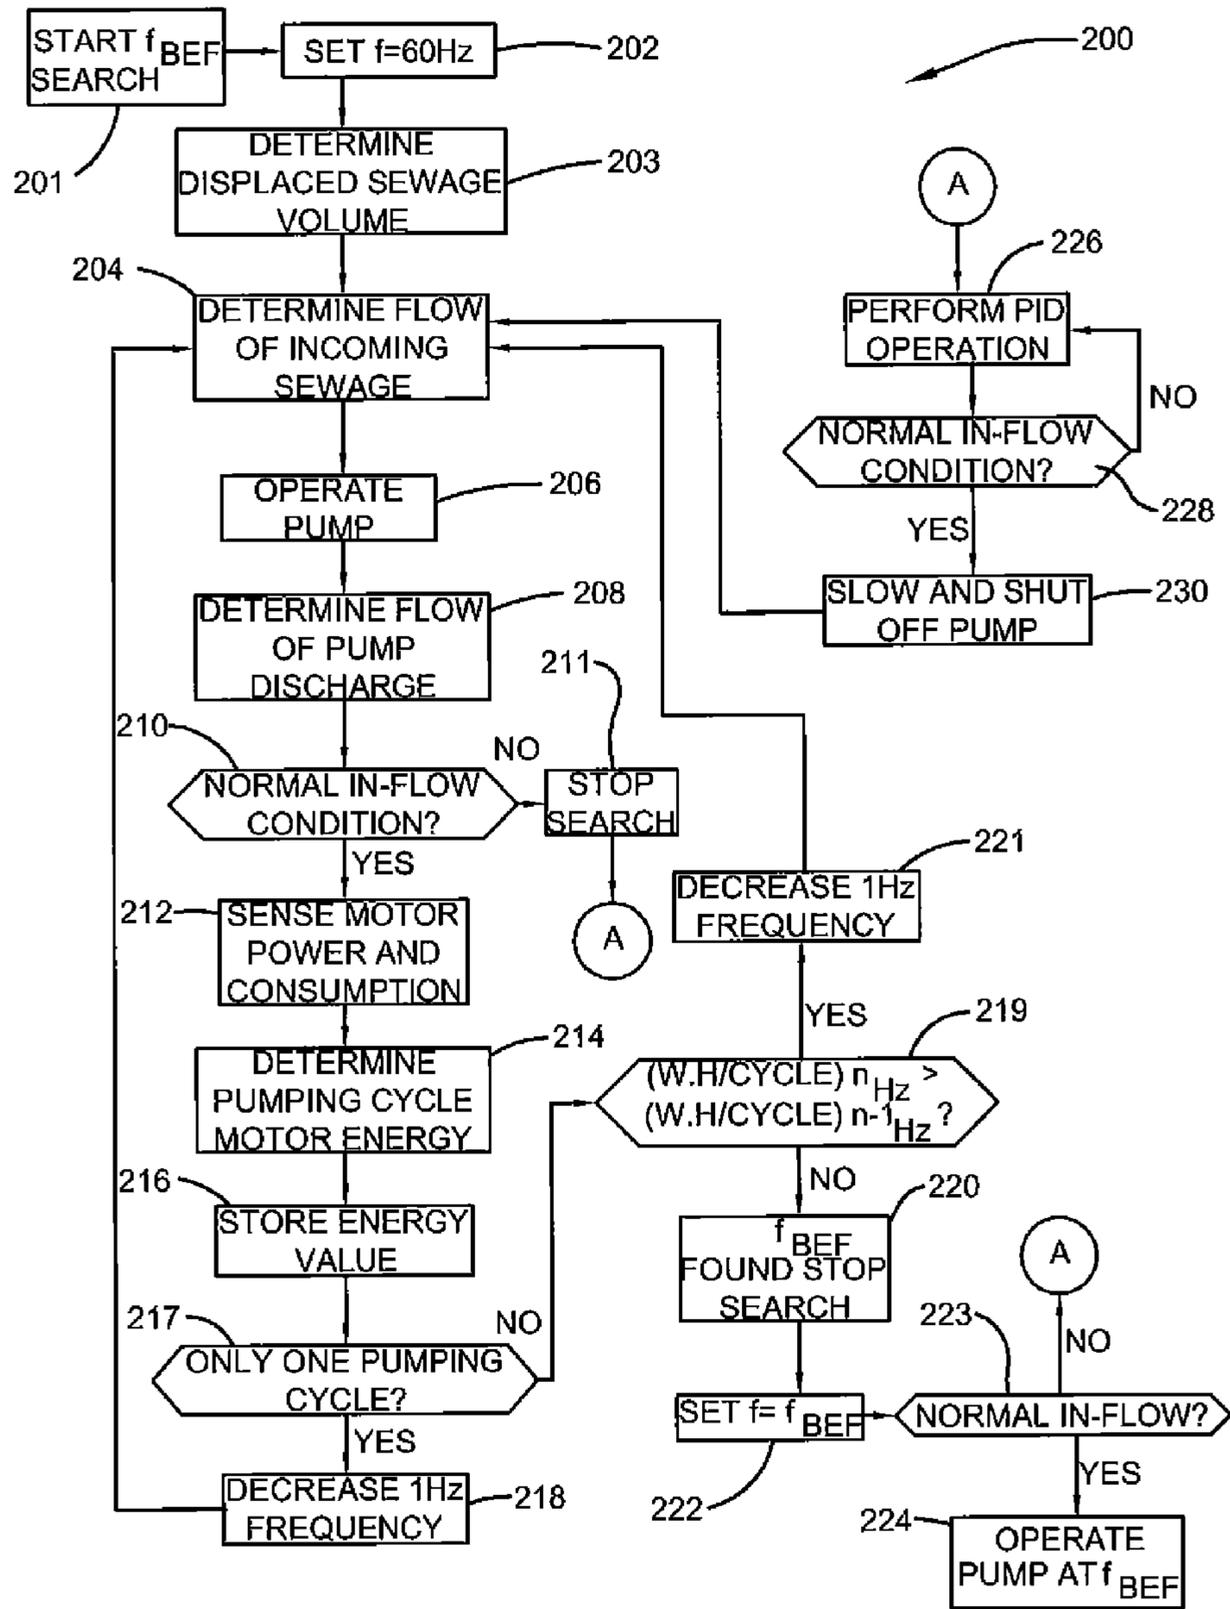 START f BEF
SEARCH
201
SET f=60Hz
202
200
DETERMINE
DISPLACED SEWAGE
VOLUME
203
204
DETERMINE FLOW
OF INCOMING
SEWAGE
OPERATE
PUMP
206
DETERMINE FLOW
OF PUMP
DISCHARGE
208
210
NORMAL IN-FLOW
CONDITION?
NO
211
STOP
SEARCH
A
YES
212
SENSE MOTOR
POWER AND
CONSUMPTION
DETERMINE
PUMPING CYCLE
MOTOR ENERGY
214
216
STORE ENERGY
VALUE
217
ONLY ONE PUMPING
CYCLE?
NO
YES
DECREASE 1Hz
FREQUENCY
218
A
226
PERFORM PID
OPERATION
NO
NORMAL IN-FLOW
CONDITION?
228
YES
SLOW AND SHUT
OFF PUMP
230
221
DECREASE 1Hz
FREQUENCY
YES
219
(W.H/CYCLE) n Hz >
(W.H/CYCLE) n-1 Hz ?
NO
220
f BEF
FOUND STOP
SEARCH
SET f= f BEF
222
A
NO
223
NORMAL IN-FLOW?
YES
224
OPERATE
PUMP AT f BEF